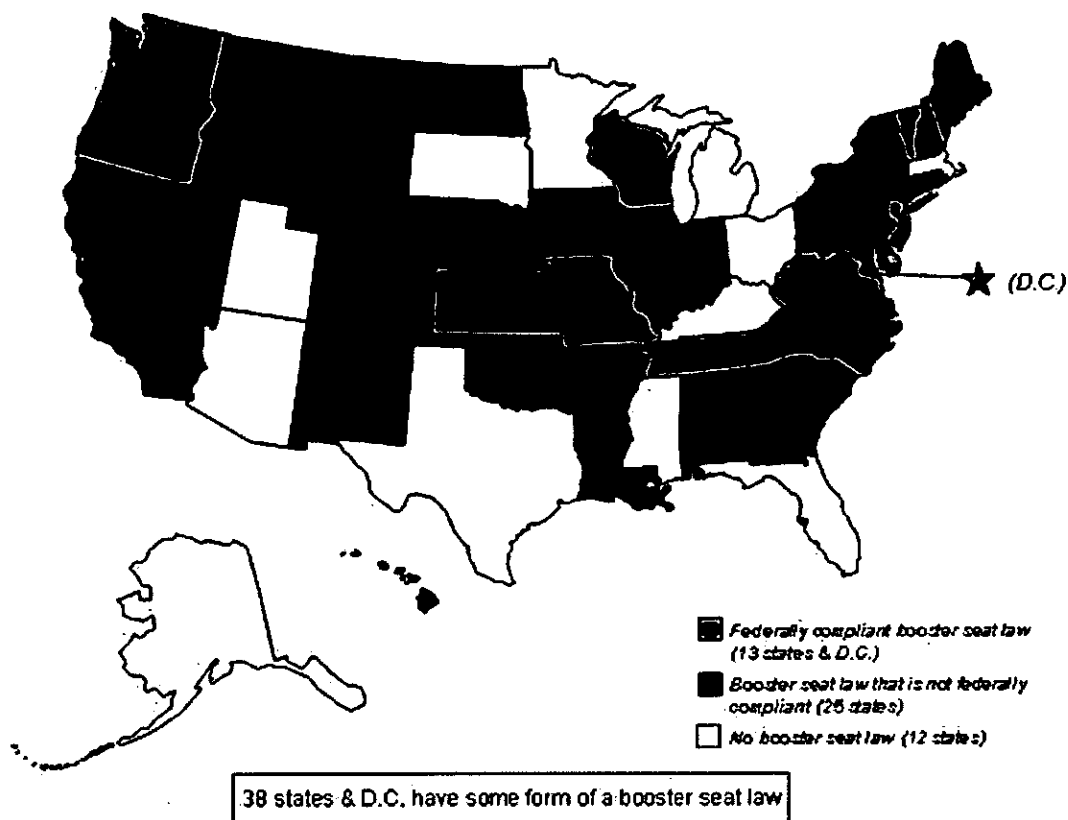 (D.C.)
Federally compliant booster seat law
(13 states & D.C.)
Booster seat law that is not federally
compliant (25 states)
No booster seat law (12 states)
38 states & D.C. have some form of a booster seat law